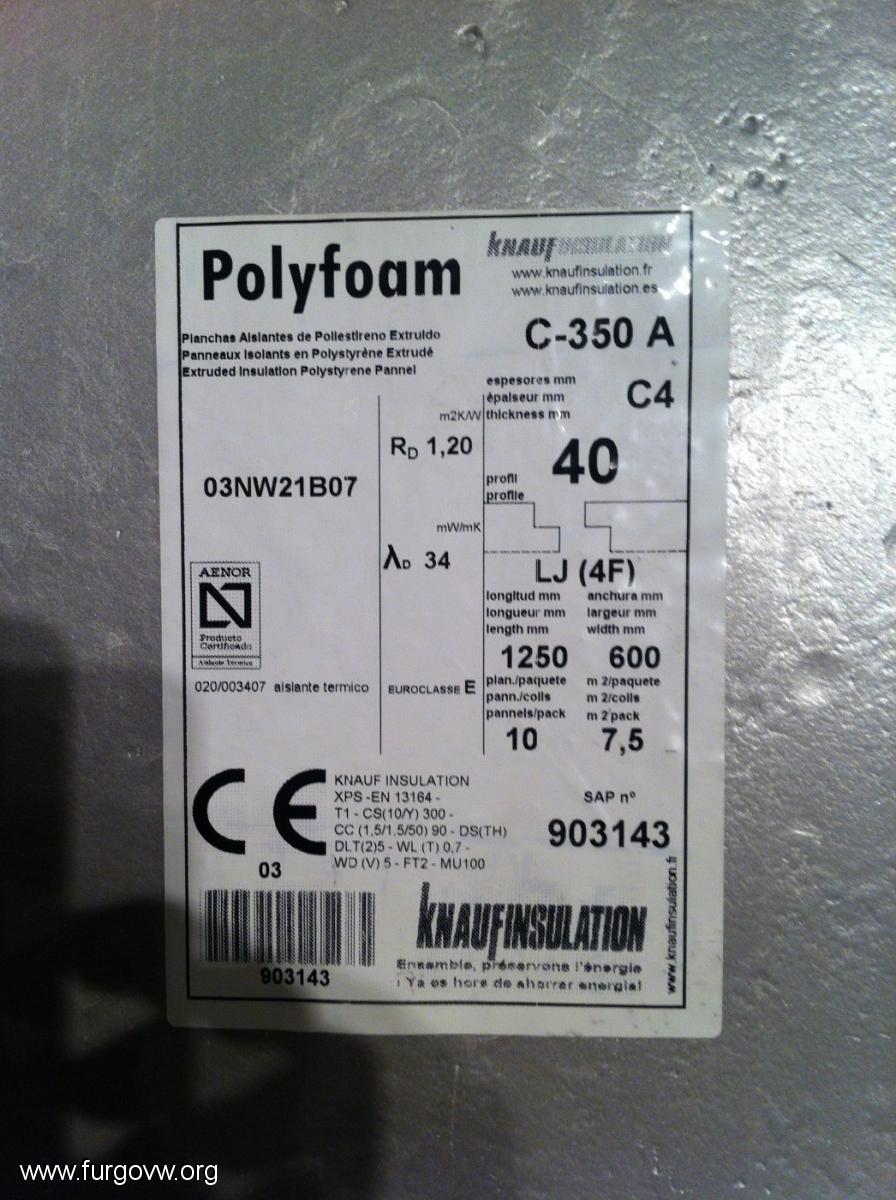 Polyfoam
KNAUFINSULATION
www.knaufinsulation.fr
www.knaufinsulation.es
Planchas Aislantes de Poliestireno Extruido
Panneaux Isolants en Polystyrène Extrudé
Extruded Insulation Polystyrene Pannel
C-350 A
espesores mm
épaiseur mm
thickness mm
C4
40
m2K/W
RD 1,20
03NW21B07
profil
profile
mW/mK
λD 34
LJ (4F)
AENOR
Producto
Certificado
Aislante Térmico
020/003407 aislante termico
EUROCLASSE E
longitud mm
longueur mm
length mm
anchura mm
largeur mm
width mm
1250
600
plan./paquete
pann./colis
pannels/pack
m 2/paquete
m 2/colis
m 2/pack
10
7,5
CE
03
KNAUF INSULATION
XPS -EN 13164 -
T1 - CS(10/Y) 300 -
CC (1,5/1,5/50) 90 - DS(TH)
DLT(2)5 - WL (T) 0,7 -
WD (V) 5 - FT2 - MU100
SAP nº
903143
903143
KNAUFINSULATION
Ensemble, préservons l'énergie
¡ Ya es hora de ahorrar energía!
www.knaufinsulation.fr
www.furgovw.org